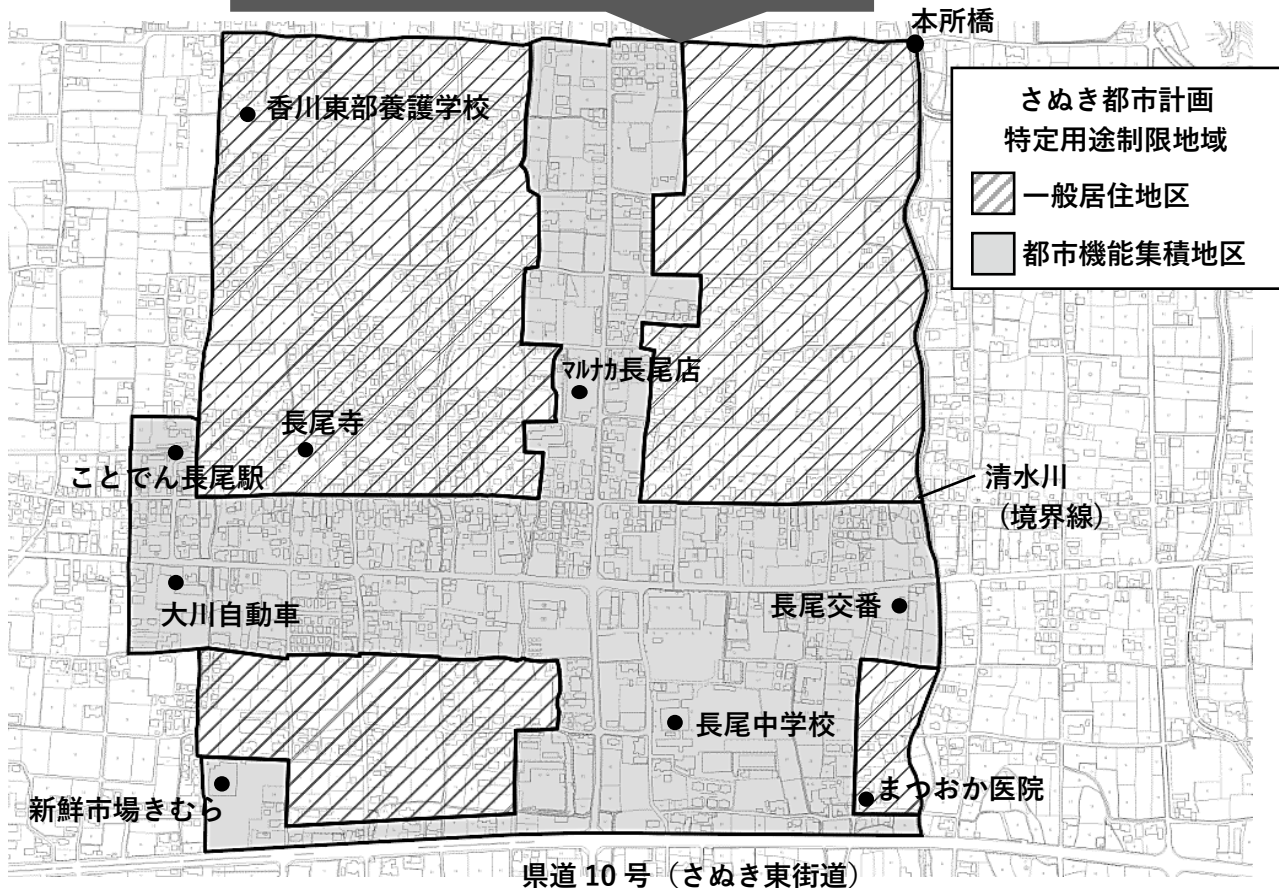 本所橋
さぬき都市計画
特定用途制限地域
一般居住地区
都市機能集積地区
香川東部養護学校
ﾏﾙﾅｶ長尾店
長尾寺
ことでん長尾駅
清水川
(境界線)
大川自動車
長尾交番
長尾中学校
新鮮市場きむら
まつおか医院
県道 10 号（さぬき東街道）